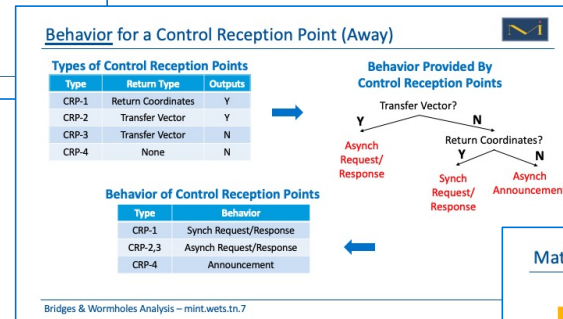 Behavior for a Control Reception Point (Away)
Mi
Types of Control Reception Points
Type Return Type Outputs
CRP-1 Return Coordinates Y
CRP-2 Transfer Vector Y
CRP-3 Transfer Vector N
CRP-4 None N
Behavior Provided By
Control Reception Points
Transfer Vector?
Y N
Asynch
Request/
Response
Return Coordinates?
Y N
Synch
Request/
Response
Asynch
Announcement
Behavior of Control Reception Points
Type Behavior
CRP-1 Synch Request/Response
CRP-2,3 Asynch Request/Response
CRP-4 Announcement
Bridges & Wormholes Analysis – mint.wets.tn.7
Mat